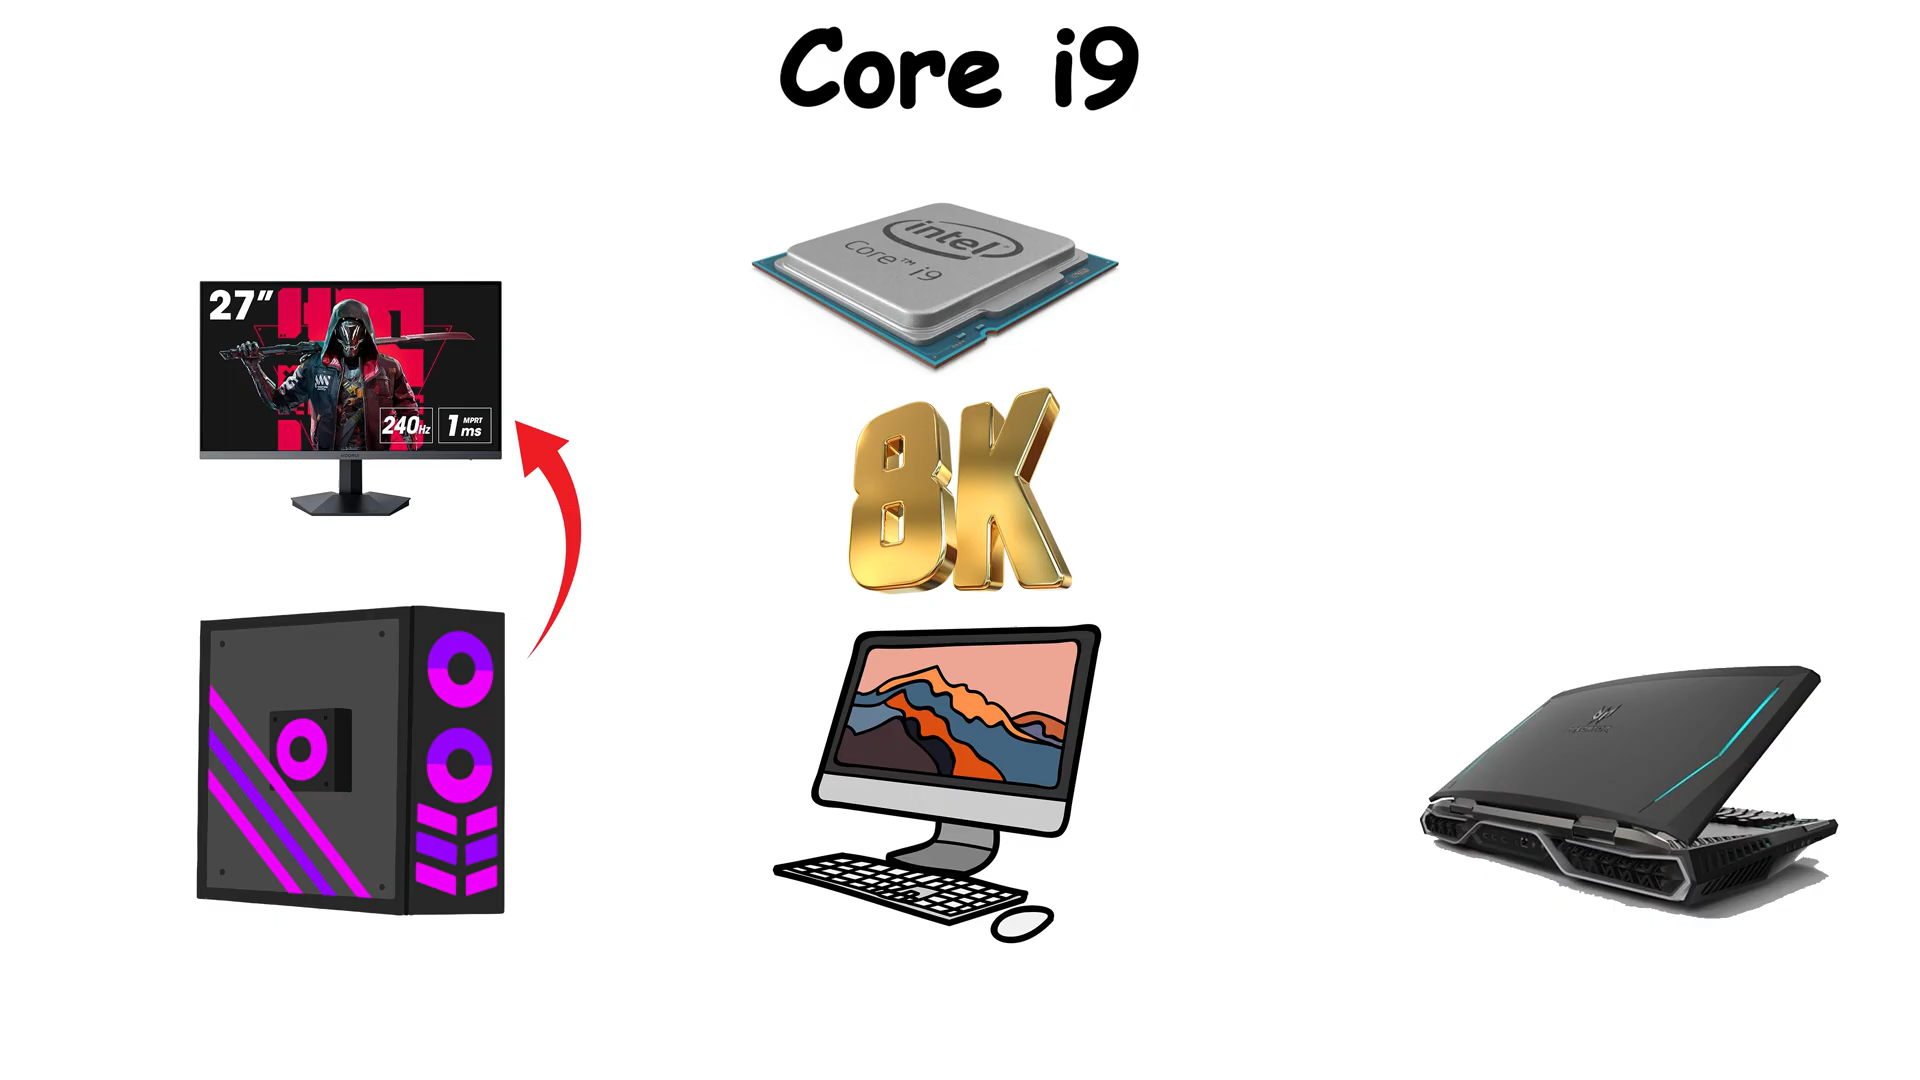 Core i9
intel
Core™ i9
27"
240Hz
1 MPRT ms
8K